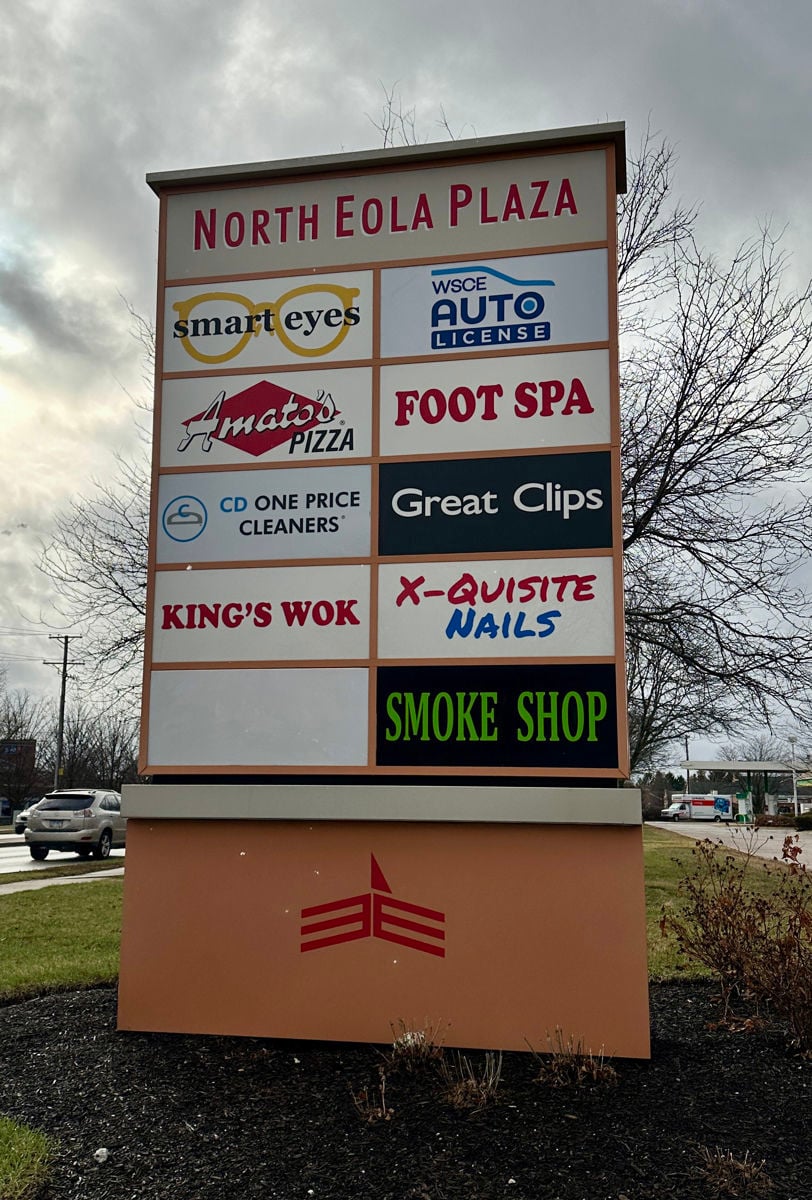 NORTH EOLA PLAZA
smart eyes
WSCE
AUTO
LICENSE
Amato's®
PIZZA
FOOT SPA
CD ONE PRICE
CLEANERS®
Great Clips
KING'S WOK
X-QUISITE
NAILS
SMOKE SHOP